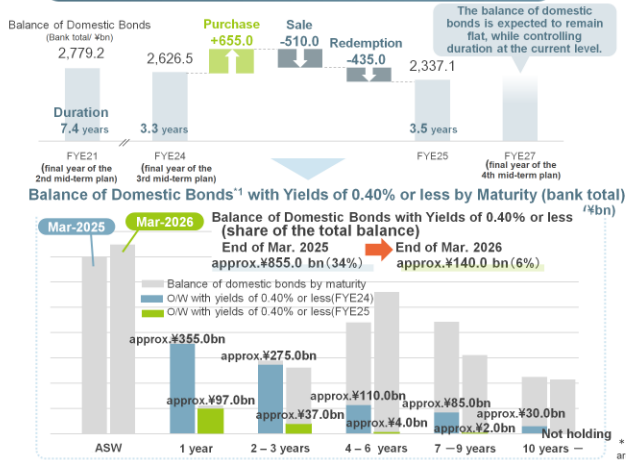 Balance of Domestic Bonds
(Bank total/ ¥bn)
2,779.2
2,626.5
Purchase
+655.0
Sale
-510.0
Redemption
-435.0
2,337.1
The balance of domestic
bonds is expected to remain
flat, while controlling
duration at the current level.
Duration
7.4 years
3.3 years
3.5 years
FYE21
(final year of the
2nd mid-term plan)
FYE24
(final year of the
3rd mid-term plan)
FYE25
FYE27
(final year of the
4th mid-term plan)
Balance of Domestic Bonds*1 with Yields of 0.40% or less by Maturity (bank total)
(¥bn)
Mar-2025
Mar-2026
Balance of Domestic Bonds with Yields of 0.40% or less
(share of the total balance)
End of Mar. 2025
End of Mar. 2026
approx.¥855.0 bn(34%)
approx.¥140.0 bn(6%)
Balance of domestic bonds by maturity
O/W with yields of 0.40% or less(FYE24)
O/W with yields of 0.40% or less(FYE25
approx.¥355.0bn
approx.¥97.0bn
approx.¥275.0bn
approx.¥37.0bn
approx.¥110.0bn
approx.¥4.0bn
approx.¥85.0bn
approx.¥2.0bn
approx.¥30.0bn
Not holding
ASW
1 year
2－3 years
4－6 years
7 －9 years
10 years －
*
ar